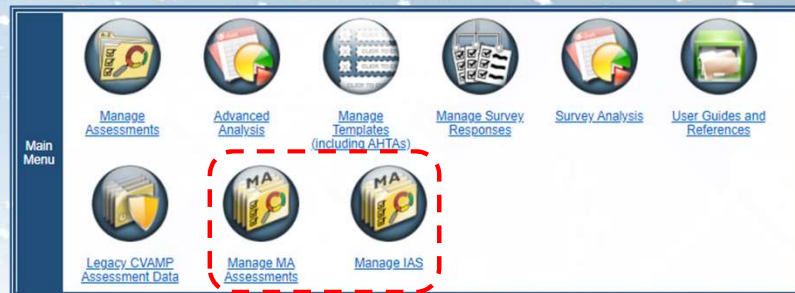 Manage
Assessments
Advanced
Analysis
Manage
Templates
(including AHTAs)
Manage Survey
Responses
Survey Analysis
User Guides and
References
Main
Menu
MA
MA
Legacy CVAMP
Assessment Data
Manage MA
Assessments
Manage IAS